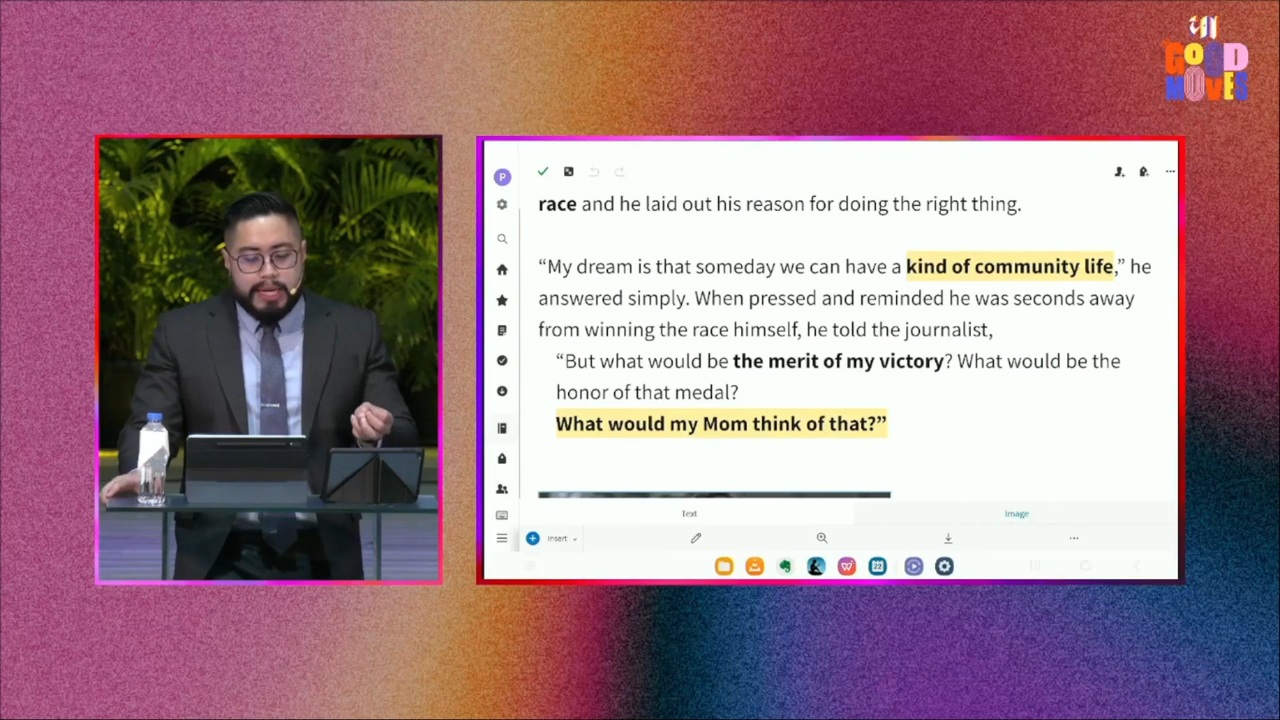 GOOD
MOVES
P
race and he laid out his reason for doing the right thing.
“My dream is that someday we can have a kind of community life,” he
answered simply. When pressed and reminded he was seconds away
from winning the race himself, he told the journalist,
“But what would be the merit of my victory? What would be the
honor of that medal?
What would my Mom think of that?”
Text
Image
Insert